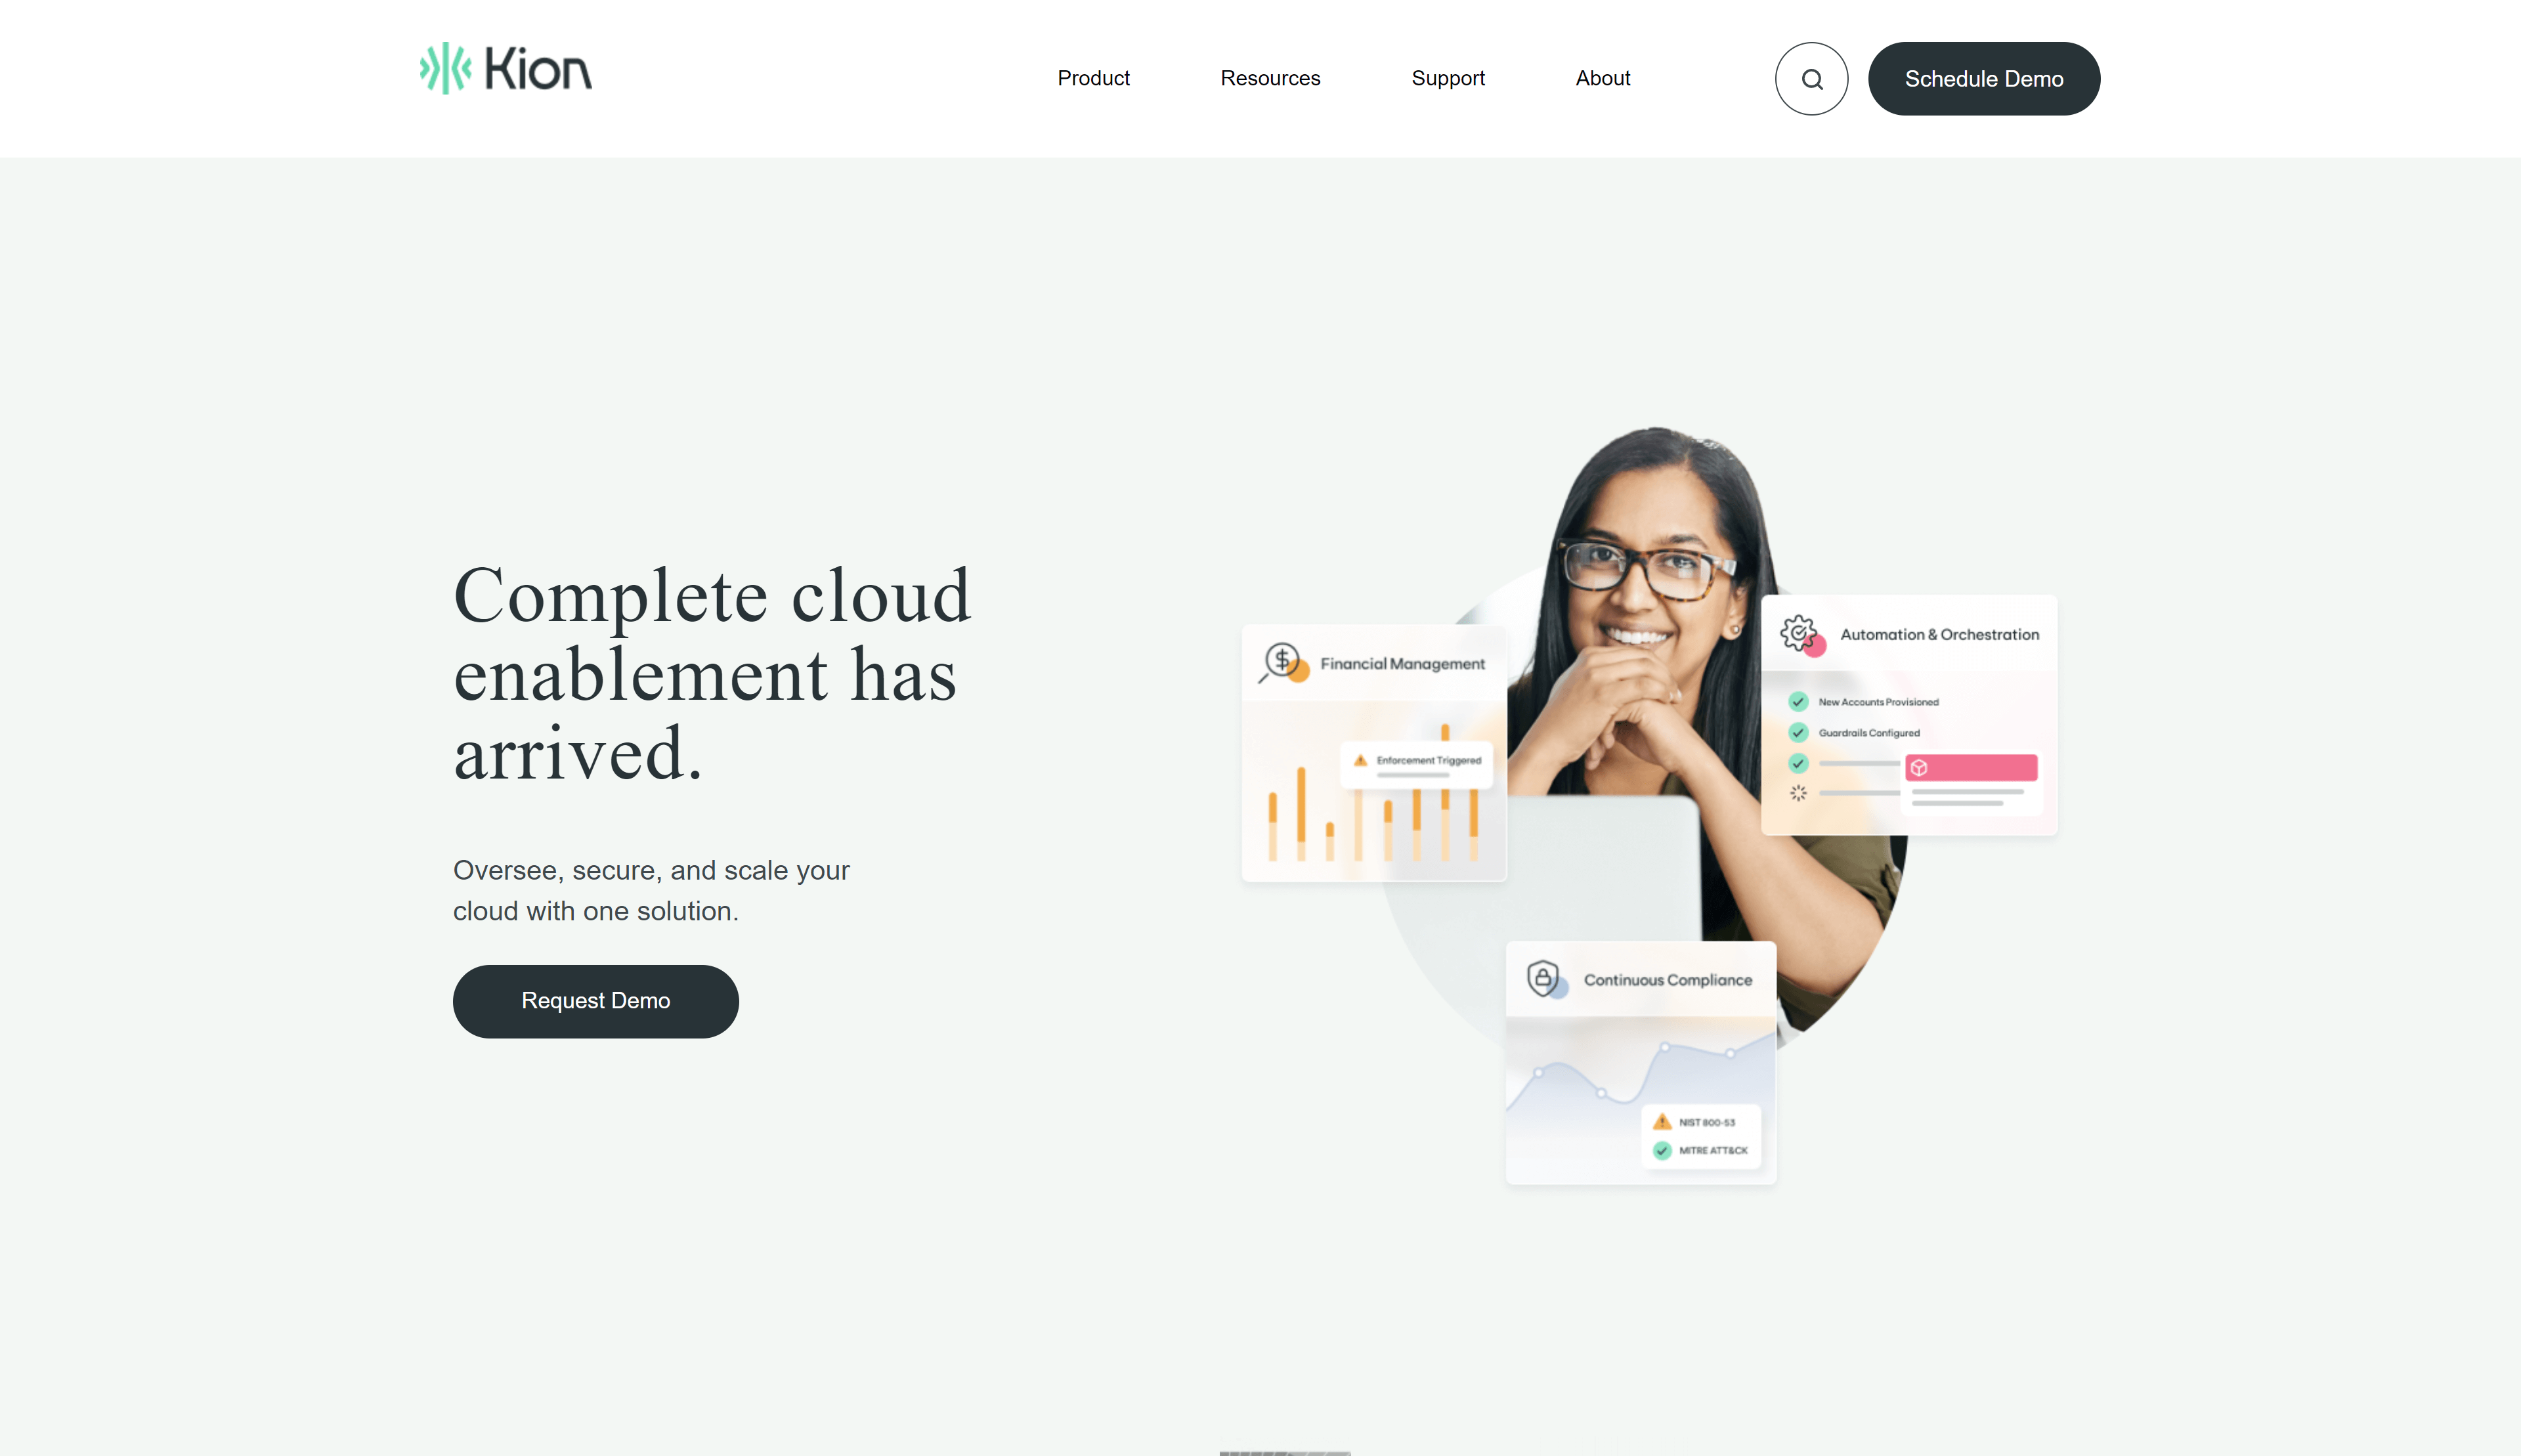 Kion
Product
Resources
Support
About
Schedule Demo
Complete cloud
enablement has
arrived.
Oversee, secure, and scale your
cloud with one solution.
Request Demo
Financial Management
Enforcement Triggered
Automation & Orchestration
New Accounts Provisioned
Guardrails Configured
Continuous Compliance
NIST 800-53
MITRE ATT&CK